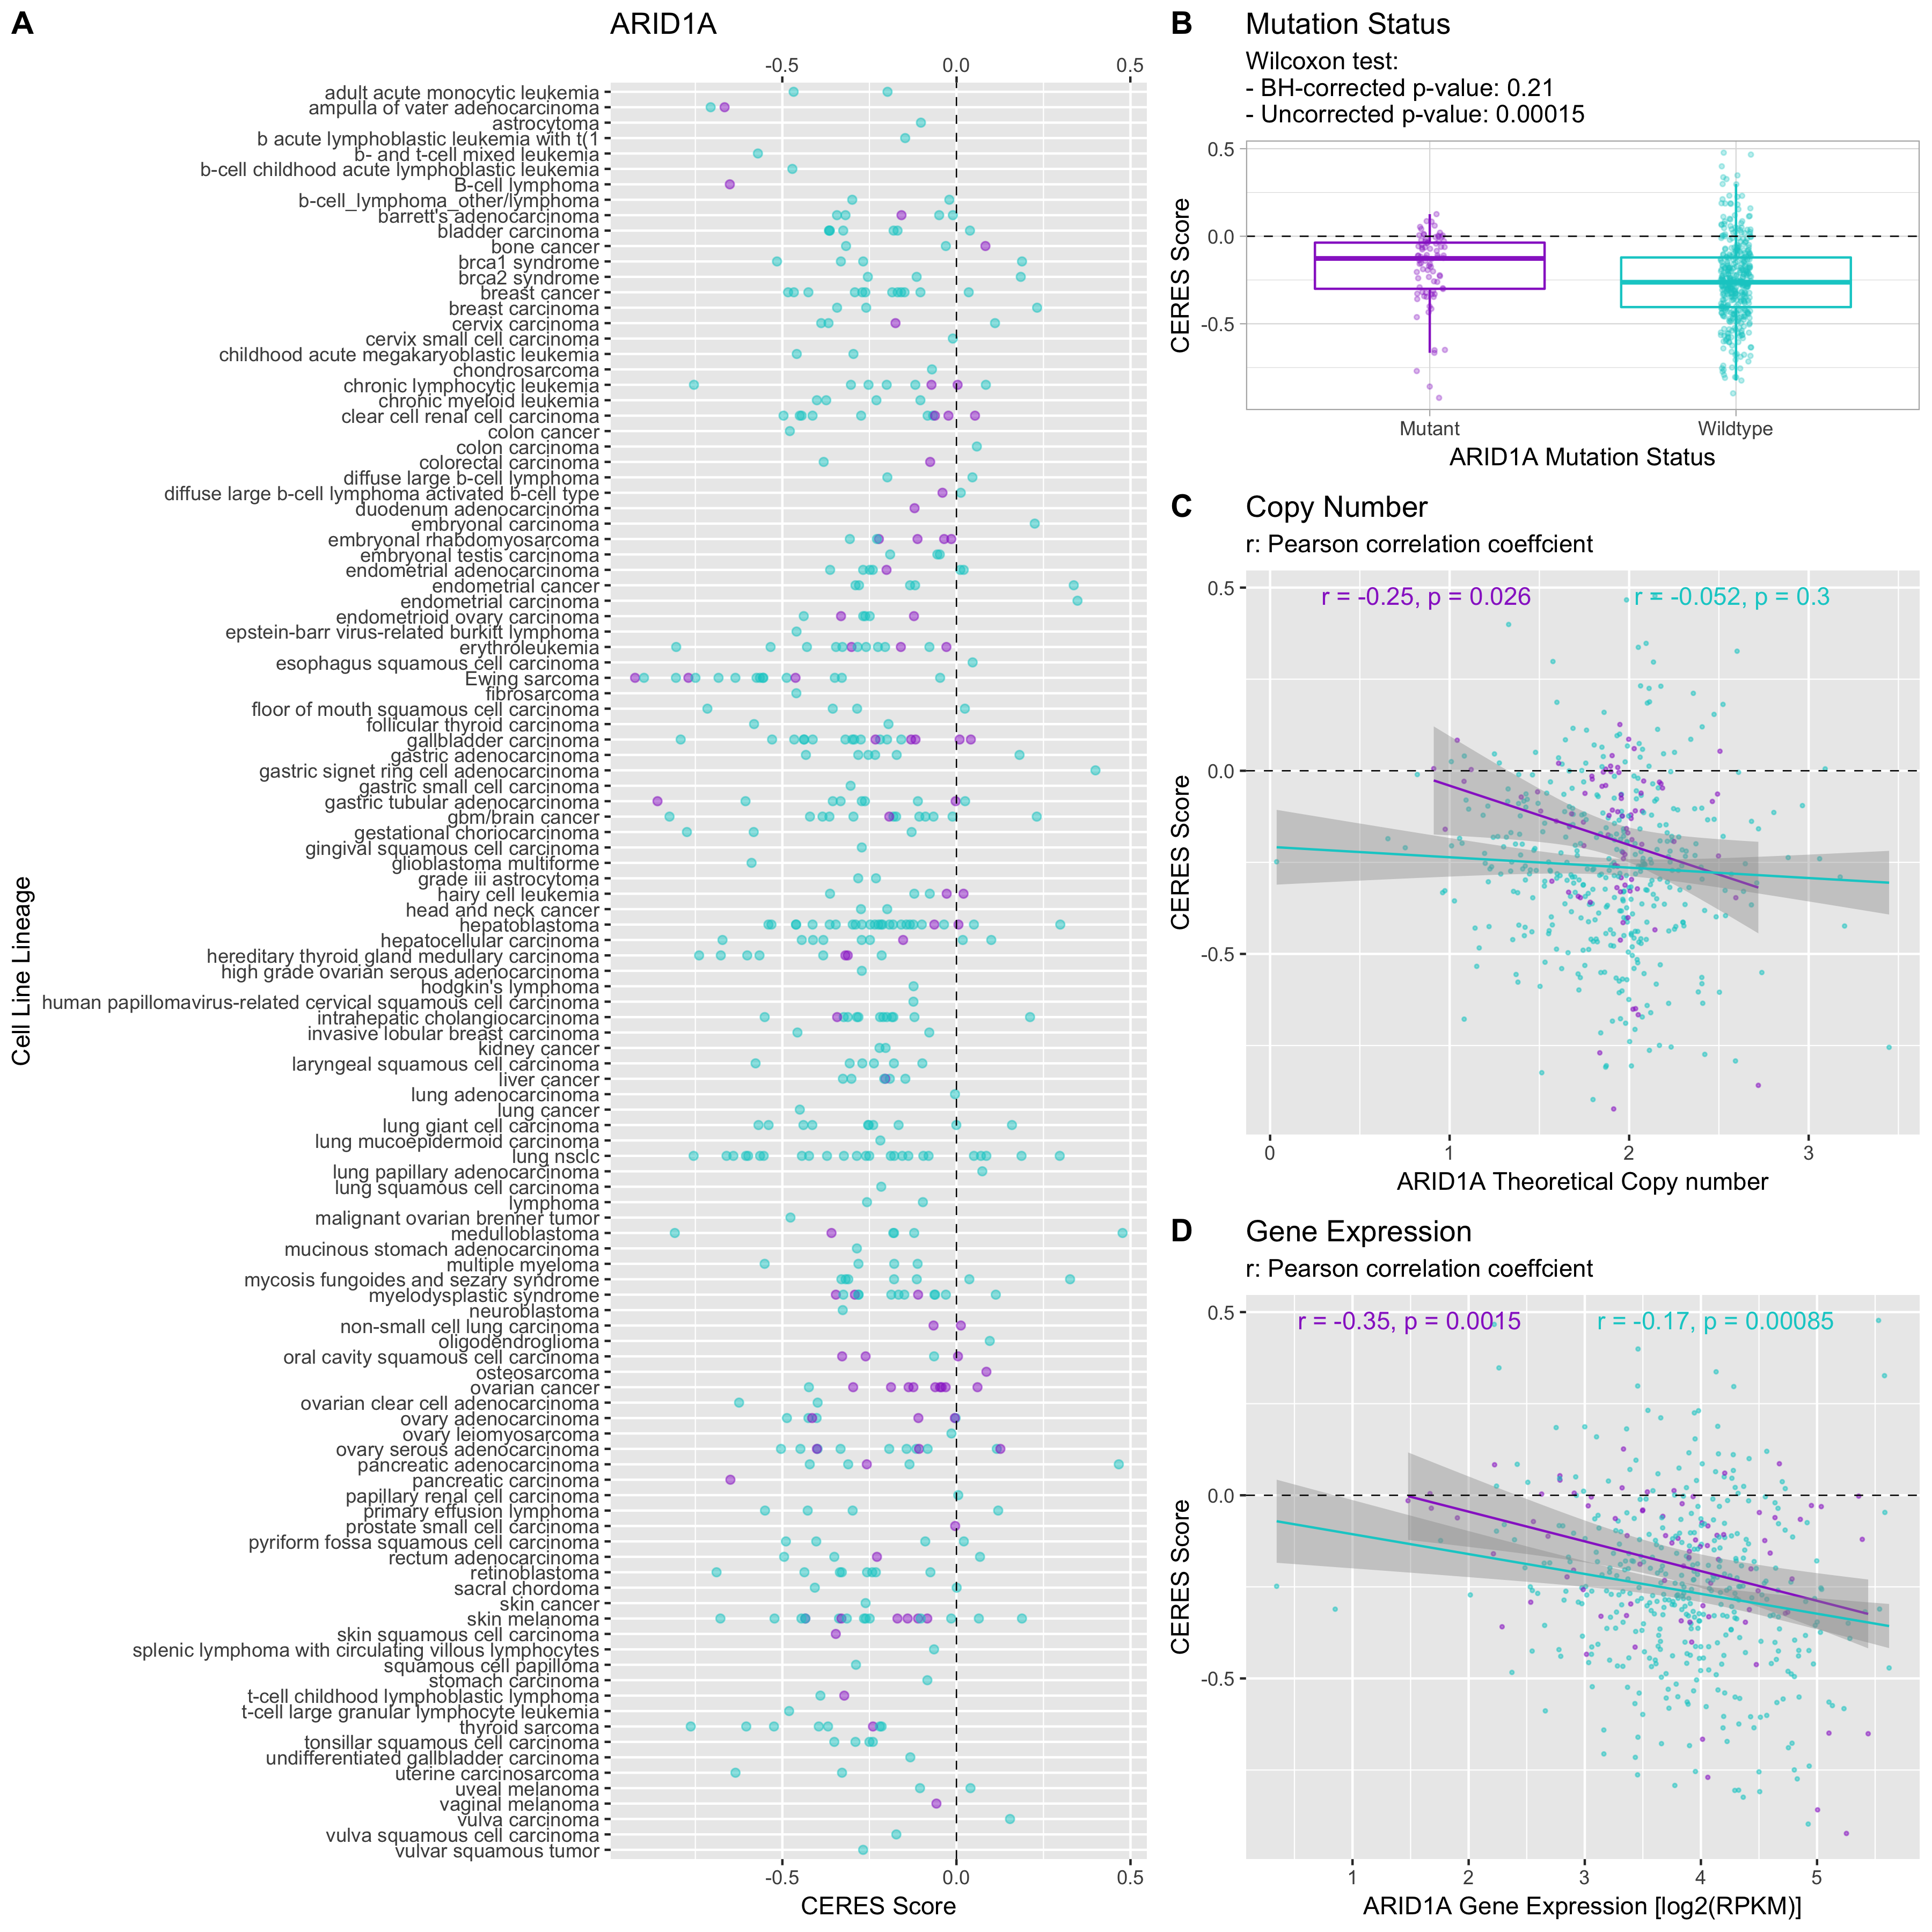 A
ARID1A
-0.5
0.0
0.5
adult acute monocytic leukemia
ampulla of vater adenocarcinoma
astrocytoma
b acute lymphoblastic leukemia with t(1
b- and t-cell mixed leukemia
b-cell childhood acute lymphoblastic leukemia
B-cell lymphoma
b-cell_lymphoma_other/lymphoma
barrett's adenocarcinoma
bladder carcinoma
bone cancer
brca1 syndrome
brca2 syndrome
breast cancer
breast carcinoma
cervix carcinoma
cervix small cell carcinoma
childhood acute megakaryoblastic leukemia
chondrosarcoma
chronic lymphocytic leukemia
chronic myeloid leukemia
clear cell renal cell carcinoma
colon cancer
colon carcinoma
colorectal carcinoma
diffuse large b-cell lymphoma
diffuse large b-cell lymphoma activated b-cell type
duodenum adenocarcinoma
embryonal carcinoma
embryonal rhabdomyosarcoma
embryonal testis carcinoma
endometrial adenocarcinoma
endometrial cancer
endometrial carcinoma
endometrioid ovary carcinoma
epstein-barr virus-related burkitt lymphoma
erythroleukemia
esophagus squamous cell carcinoma
Ewing sarcoma
fibrosarcoma
floor of mouth squamous cell carcinoma
follicular thyroid carcinoma
gallbladder carcinoma
gastric adenocarcinoma
gastric signet ring cell adenocarcinoma
gastric small cell carcinoma
gastric tubular adenocarcinoma
gbm/brain cancer
gestational choriocarcinoma
gingival squamous cell carcinoma
glioblastoma multiforme
grade iii astrocytoma
hairy cell leukemia
head and neck cancer
hepatoblastoma
hepatocellular carcinoma
hereditary thyroid gland medullary carcinoma
high grade ovarian serous adenocarcinoma
hodgkin's lymphoma
human papillomavirus-related cervical squamous cell carcinoma
intrahepatic cholangiocarcinoma
invasive lobular breast carcinoma
kidney cancer
laryngeal squamous cell carcinoma
liver cancer
lung adenocarcinoma
lung cancer
lung giant cell carcinoma
lung mucoepidermoid carcinoma
lung nsclc
lung papillary adenocarcinoma
lung squamous cell carcinoma
lymphoma
malignant ovarian brenner tumor
medulloblastoma
mucinous stomach adenocarcinoma
multiple myeloma
mycosis fungoides and sezary syndrome
myelodysplastic syndrome
neuroblastoma
non-small cell lung carcinoma
oligodendroglioma
oral cavity squamous cell carcinoma
osteosarcoma
ovarian cancer
ovarian clear cell adenocarcinoma
ovary adenocarcinoma
ovary leiomyosarcoma
ovary serous adenocarcinoma
pancreatic adenocarcinoma
pancreatic carcinoma
papillary renal cell carcinoma
primary effusion lymphoma
prostate small cell carcinoma
pyriform fossa squamous cell carcinoma
rectum adenocarcinoma
retinoblastoma
sacral chordoma
skin cancer
skin melanoma
skin squamous cell carcinoma
splenic lymphoma with circulating villous lymphocytes
squamous cell papilloma
stomach carcinoma
t-cell childhood lymphoblastic lymphoma
t-cell large granular lymphocyte leukemia
thyroid sarcoma
tonsillar squamous cell carcinoma
undifferentiated gallbladder carcinoma
uterine carcinosarcoma
uveal melanoma
vaginal melanoma
vulva carcinoma
vulva squamous cell carcinoma
vulvar squamous tumor
Cell Line Lineage
-0.5
0.0
0.5
CERES Score
B
Mutation Status
Wilcoxon test:
- BH-corrected p-value: 0.21
- Uncorrected p-value: 0.00015
0.5
0.0
-0.5
CERES Score
Mutant
Wildtype
ARID1A Mutation Status
C
Copy Number
r: Pearson correlation coeffcient
r = -0.25, p = 0.026
r = -0.052, p = 0.3
0.5
0.0
-0.5
CERES Score
0
1
2
3
ARID1A Theoretical Copy number
D
Gene Expression
r: Pearson correlation coeffcient
r = -0.35, p = 0.0015
r = -0.17, p = 0.00085
0.5
0.0
-0.5
CERES Score
1
2
3
4
5
ARID1A Gene Expression [log2(RPKM)]